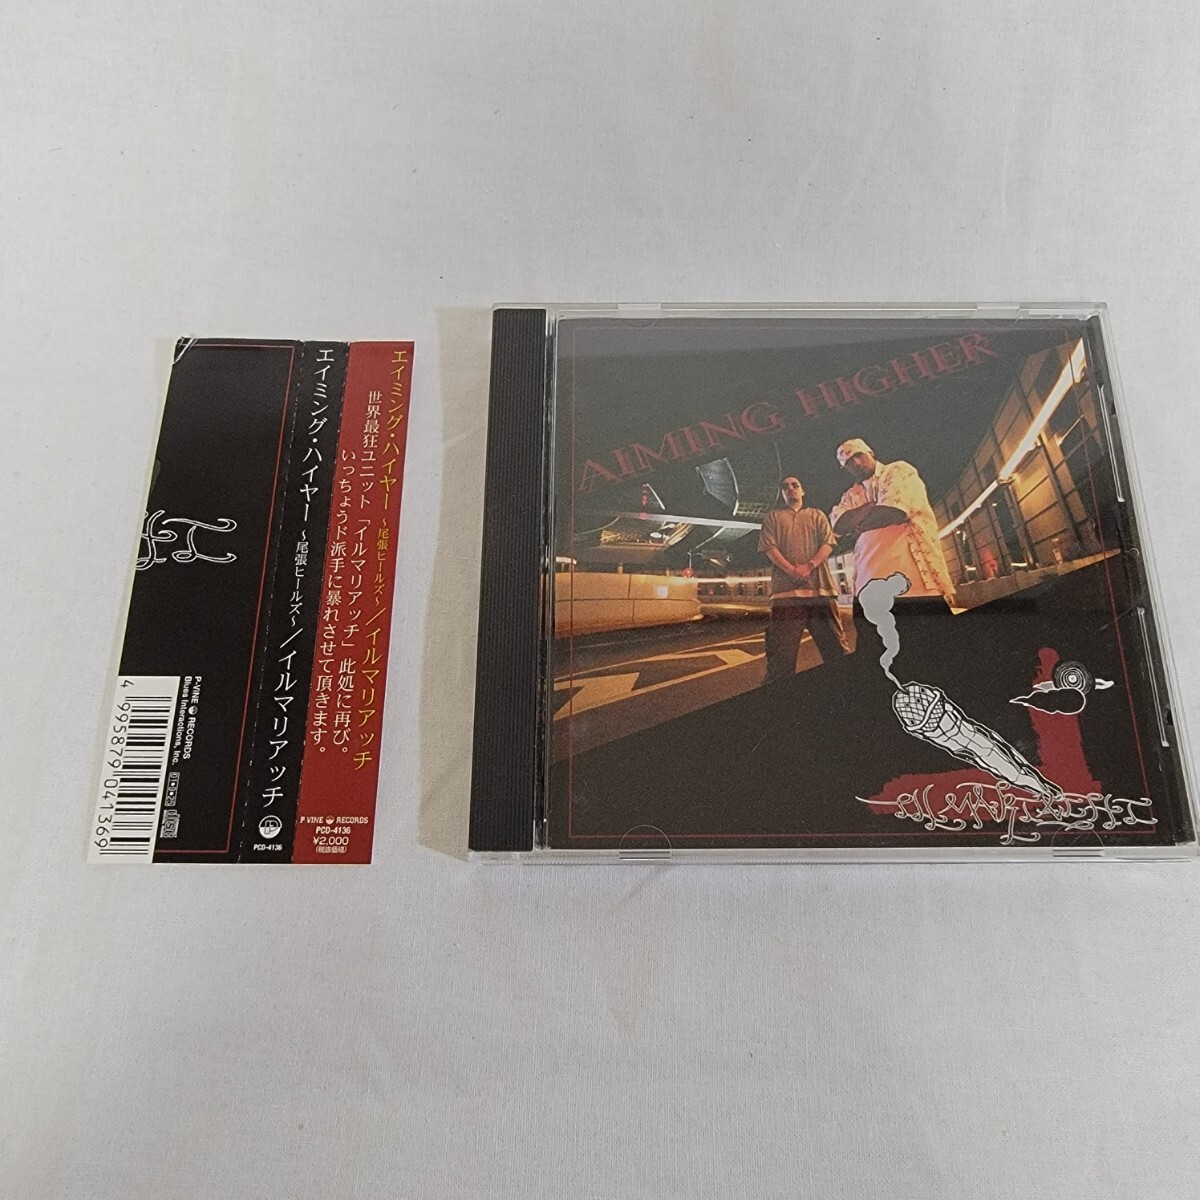 エイミング・ハイヤー 〜尾張ヒールズ〜／イルマリアッチ
世界最狂ユニット「イルマリアッチ」此処に再び。
いっちょうド派手に暴れさせて頂きます。
P-VINE RECORDS
PCD-4136
¥2,000
(税抜価格)
エイミング・ハイヤー 〜尾張ヒールズ〜／イルマリアッチ
PCD-4136
P-VINE RECORDS
Blues Interactions, Inc.
4 995879 041369
AIMING HIGHER
ILLMARIACHI